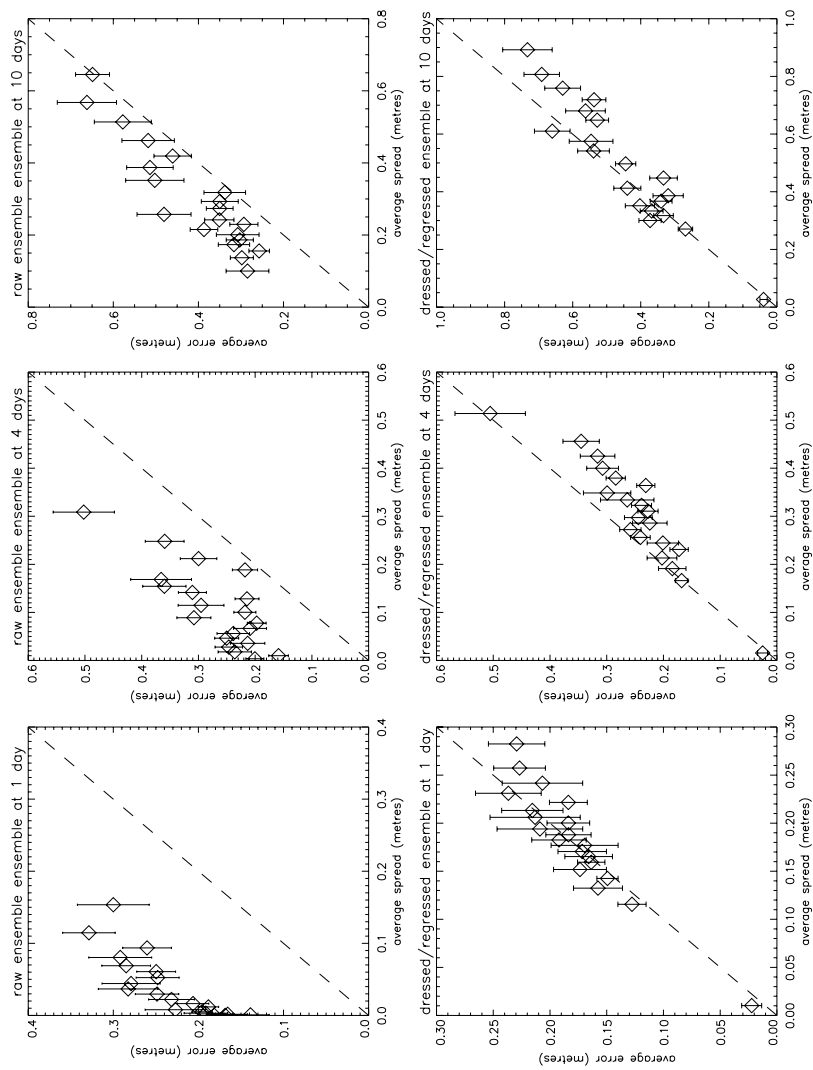 raw ensemble at 1 day
0.4
0.3
0.2
0.1
0.0
average error (metres)
0.0 0.1 0.2 0.3 0.4
average spread (metres)
raw ensemble at 4 days
0.6
0.5
0.4
0.3
0.2
0.1
0.0
average error (metres)
0.0 0.1 0.2 0.3 0.4 0.5 0.6
average spread (metres)
raw ensemble at 10 days
0.8
0.6
0.4
0.2
0.0
average error (metres)
0.0 0.2 0.4 0.6 0.8
average spread (metres)
dressed/regressed ensemble at 1 day
0.30
0.25
0.20
0.15
0.10
0.05
0.00
average error (metres)
0.00 0.05 0.10 0.15 0.20 0.25 0.30
average spread (metres)
dressed/regressed ensemble at 4 days
0.6
0.5
0.4
0.3
0.2
0.1
0.0
average error (metres)
0.0 0.1 0.2 0.3 0.4 0.5 0.6
average spread (metres)
dressed/regressed ensemble at 10 days
1.0
0.8
0.6
0.4
0.2
0.0
average error (metres)
0.0 0.2 0.4 0.6 0.8 1.0
average spread (metres)